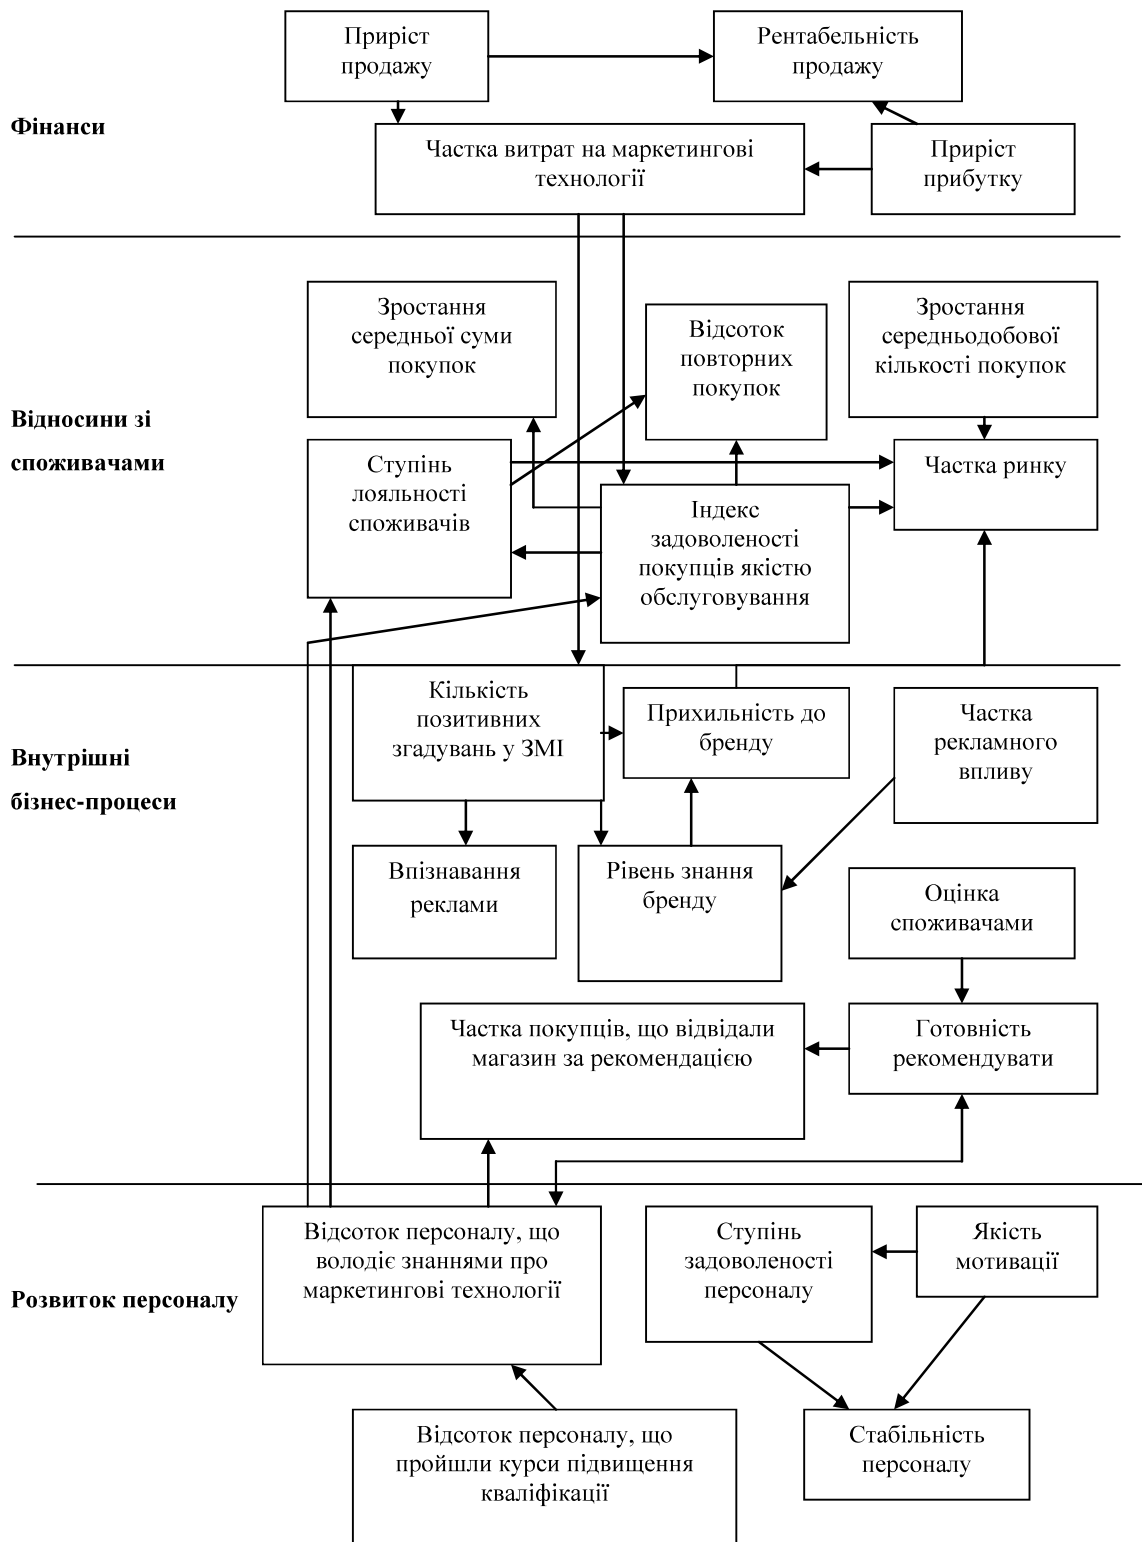 Приріст
продажу
Рентабельність
продажу
Фінанси
Частка витрат на маркетингові
технології
Приріст
прибутку
Зростання
середньої суми
покупок
Відсоток
повторних
покупок
Зростання
середньодобової
кількості покупок
Відносини зі
споживачами
Ступінь
лояльності
споживачів
Індекс
задоволеності
покупців якістю
обслуговування
Частка ринку
Внутрішні
бізнес-процеси
Кількість
позитивних
згадувань у ЗМІ
Прихильність до
бренду
Частка
рекламного
впливу
Впізнавання
реклами
Рівень знання
бренду
Оцінка
споживачами
Частка покупців, що відвідали
магазин за рекомендацією
Готовність
рекомендувати
Розвиток персоналу
Відсоток персоналу, що
володіє знаннями про
маркетингові технології
Ступінь
задоволеності
персоналу
Якість
мотивації
Відсоток персоналу, що
пройшли курси підвищення
кваліфікації
Стабільність
персоналу